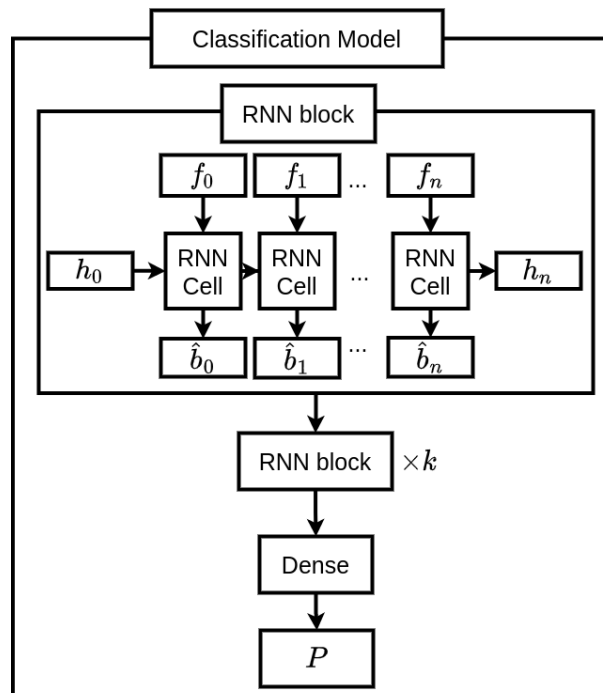 Classification Model
RNN block
f₀ f₁ ... fₙ
h₀ RNN Cell RNN Cell ... RNN Cell hₙ
b̂₀ b̂₁ ... b̂ₙ
RNN block ×k
Dense
P